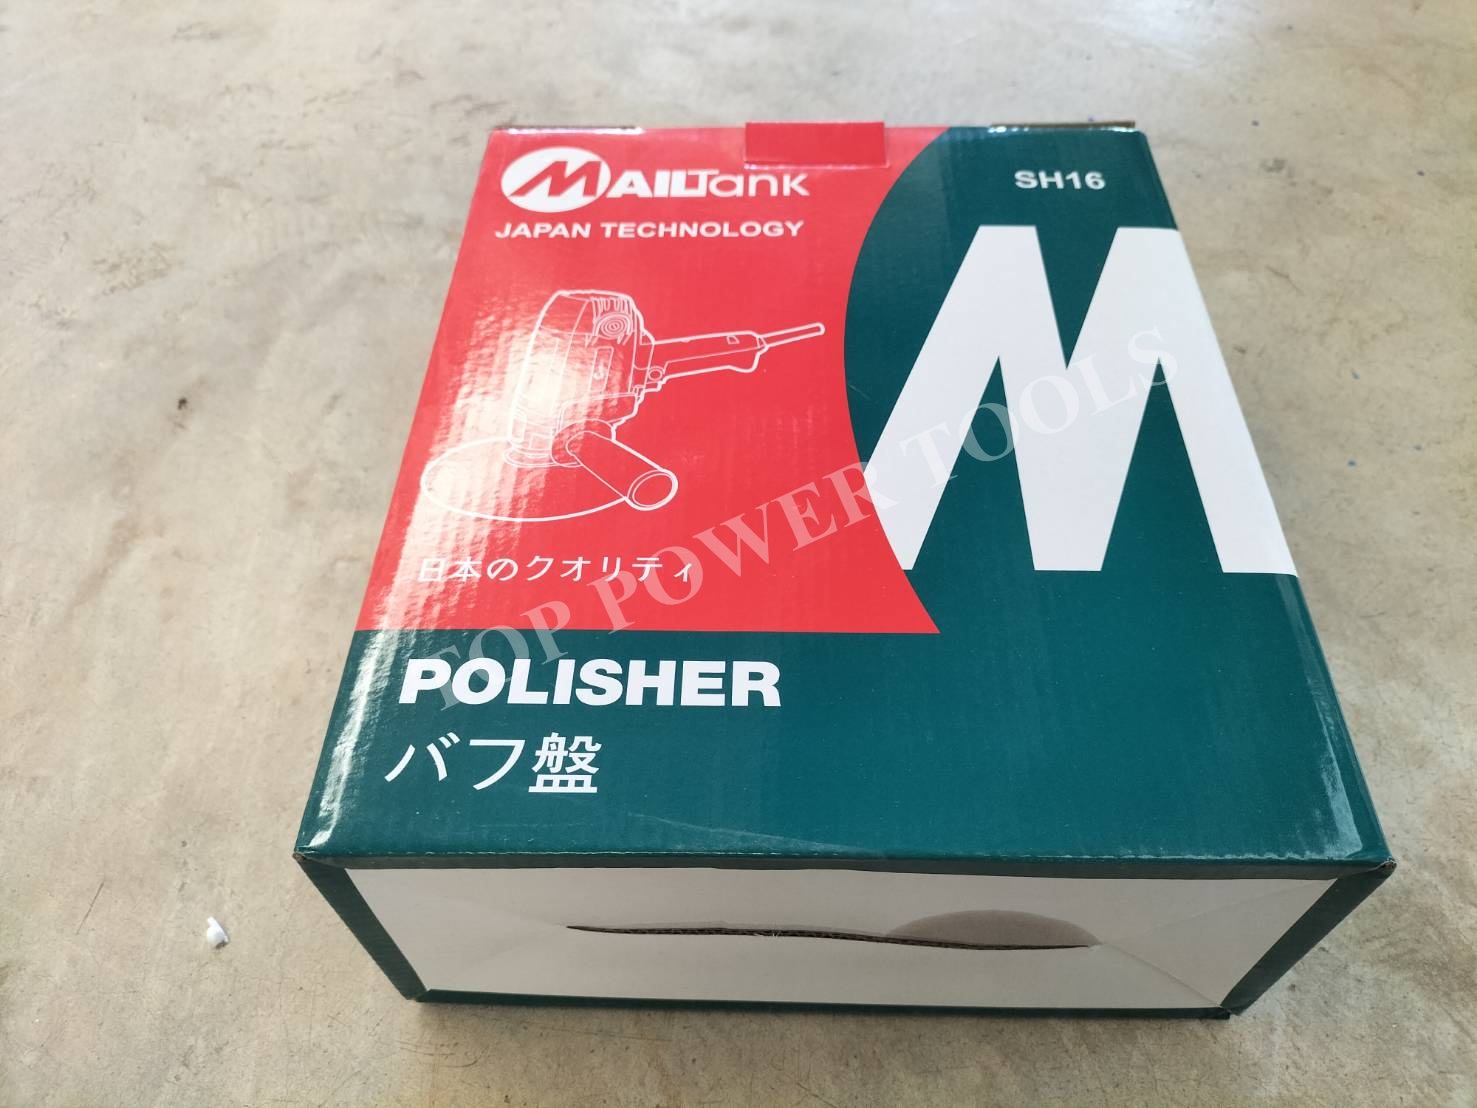 MAILTank
SH16
JAPAN TECHNOLOGY
M
日本のクオリティ
TOP POWER TOOLS
POLISHER
バフ盤